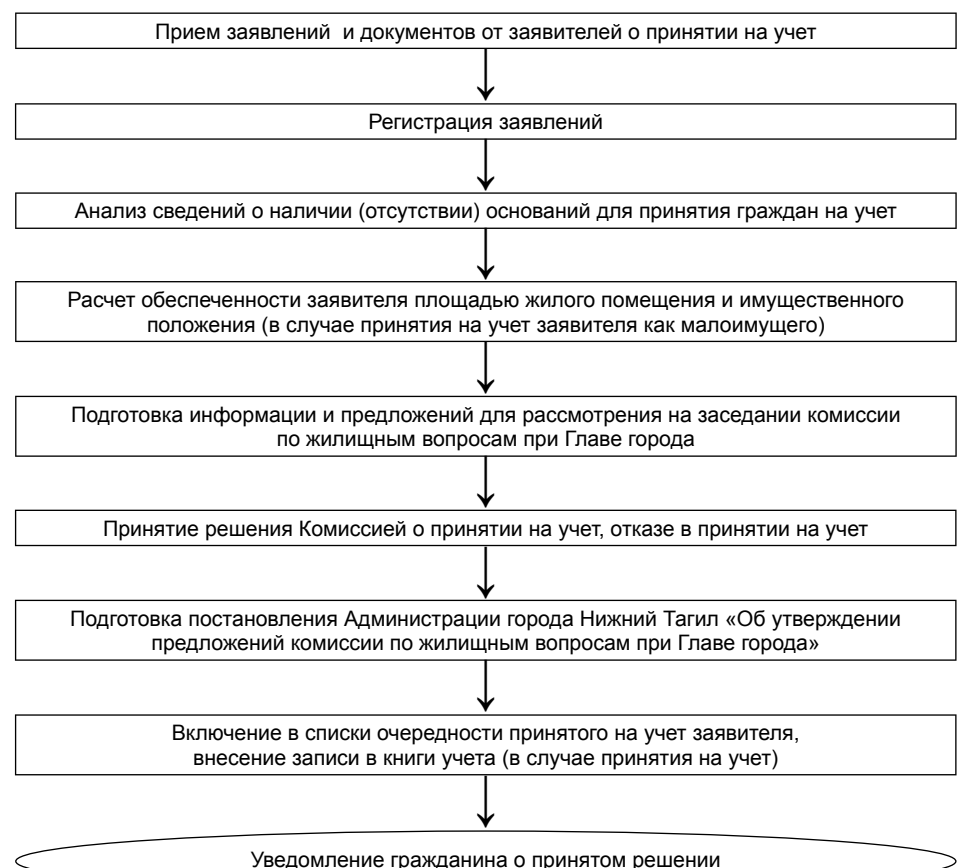 Прием заявлений и документов от заявителей о принятии на учет
Регистрация заявлений
Анализ сведений о наличии (отсутствии) оснований для принятия граждан на учет
Расчет обеспеченности заявителя площадью жилого помещения и имущественного
положения (в случае принятия на учет заявителя как малоимущего)
Подготовка информации и предложений для рассмотрения на заседании комиссии
по жилищным вопросам при Главе города
Принятие решения Комиссией о принятии на учет, отказе в принятии на учет
Подготовка постановления Администрации города Нижний Тагил «Об утверждении
предложений комиссии по жилищным вопросам при Главе города»
Включение в списки очередности принятого на учет заявителя,
внесение записи в книги учета (в случае принятия на учет)
Уведомление гражданина о принятом решении